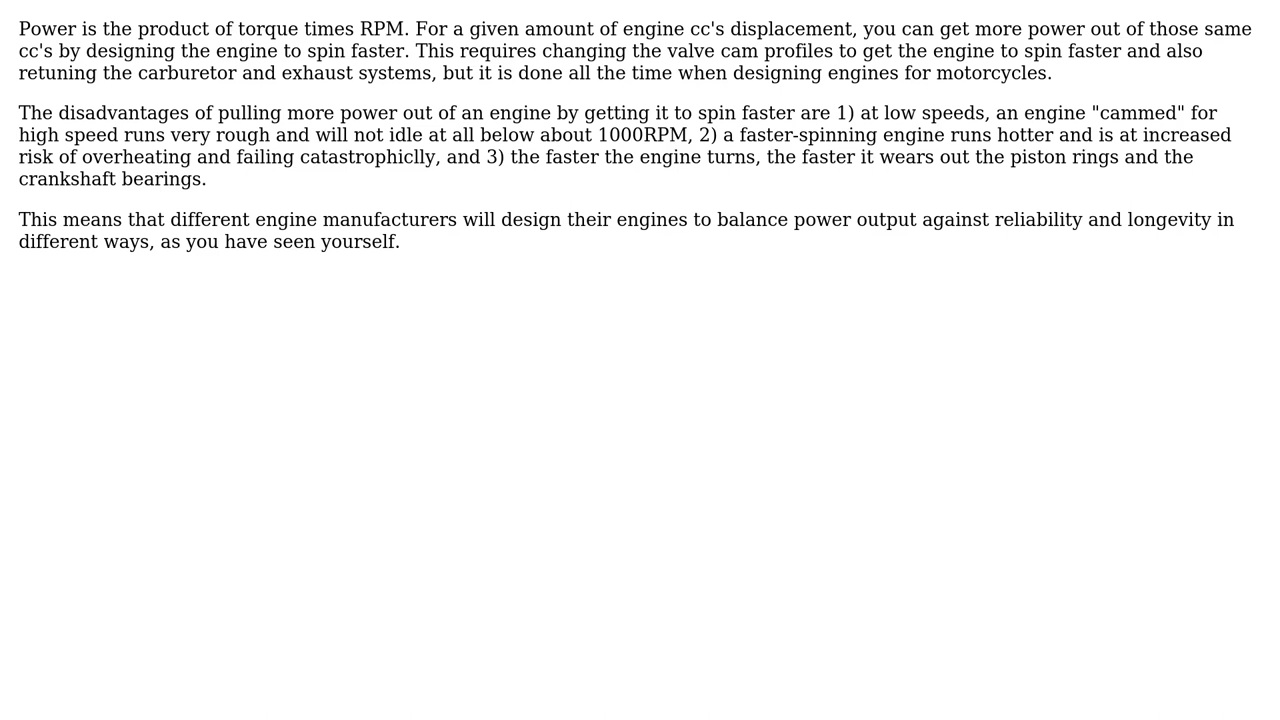 Power is the product of torque times RPM. For a given amount of engine cc's displacement, you can get more power out of those same
cc's by designing the engine to spin faster. This requires changing the valve cam profiles to get the engine to spin faster and also
retuning the carburetor and exhaust systems, but it is done all the time when designing engines for motorcycles.
The disadvantages of pulling more power out of an engine by getting it to spin faster are 1) at low speeds, an engine "cammed" for
high speed runs very rough and will not idle at all below about 1000RPM, 2) a faster-spinning engine runs hotter and is at increased
risk of overheating and failing catastrophiclly, and 3) the faster the engine turns, the faster it wears out the piston rings and the
crankshaft bearings.
This means that different engine manufacturers will design their engines to balance power output against reliability and longevity in
different ways, as you have seen yourself.